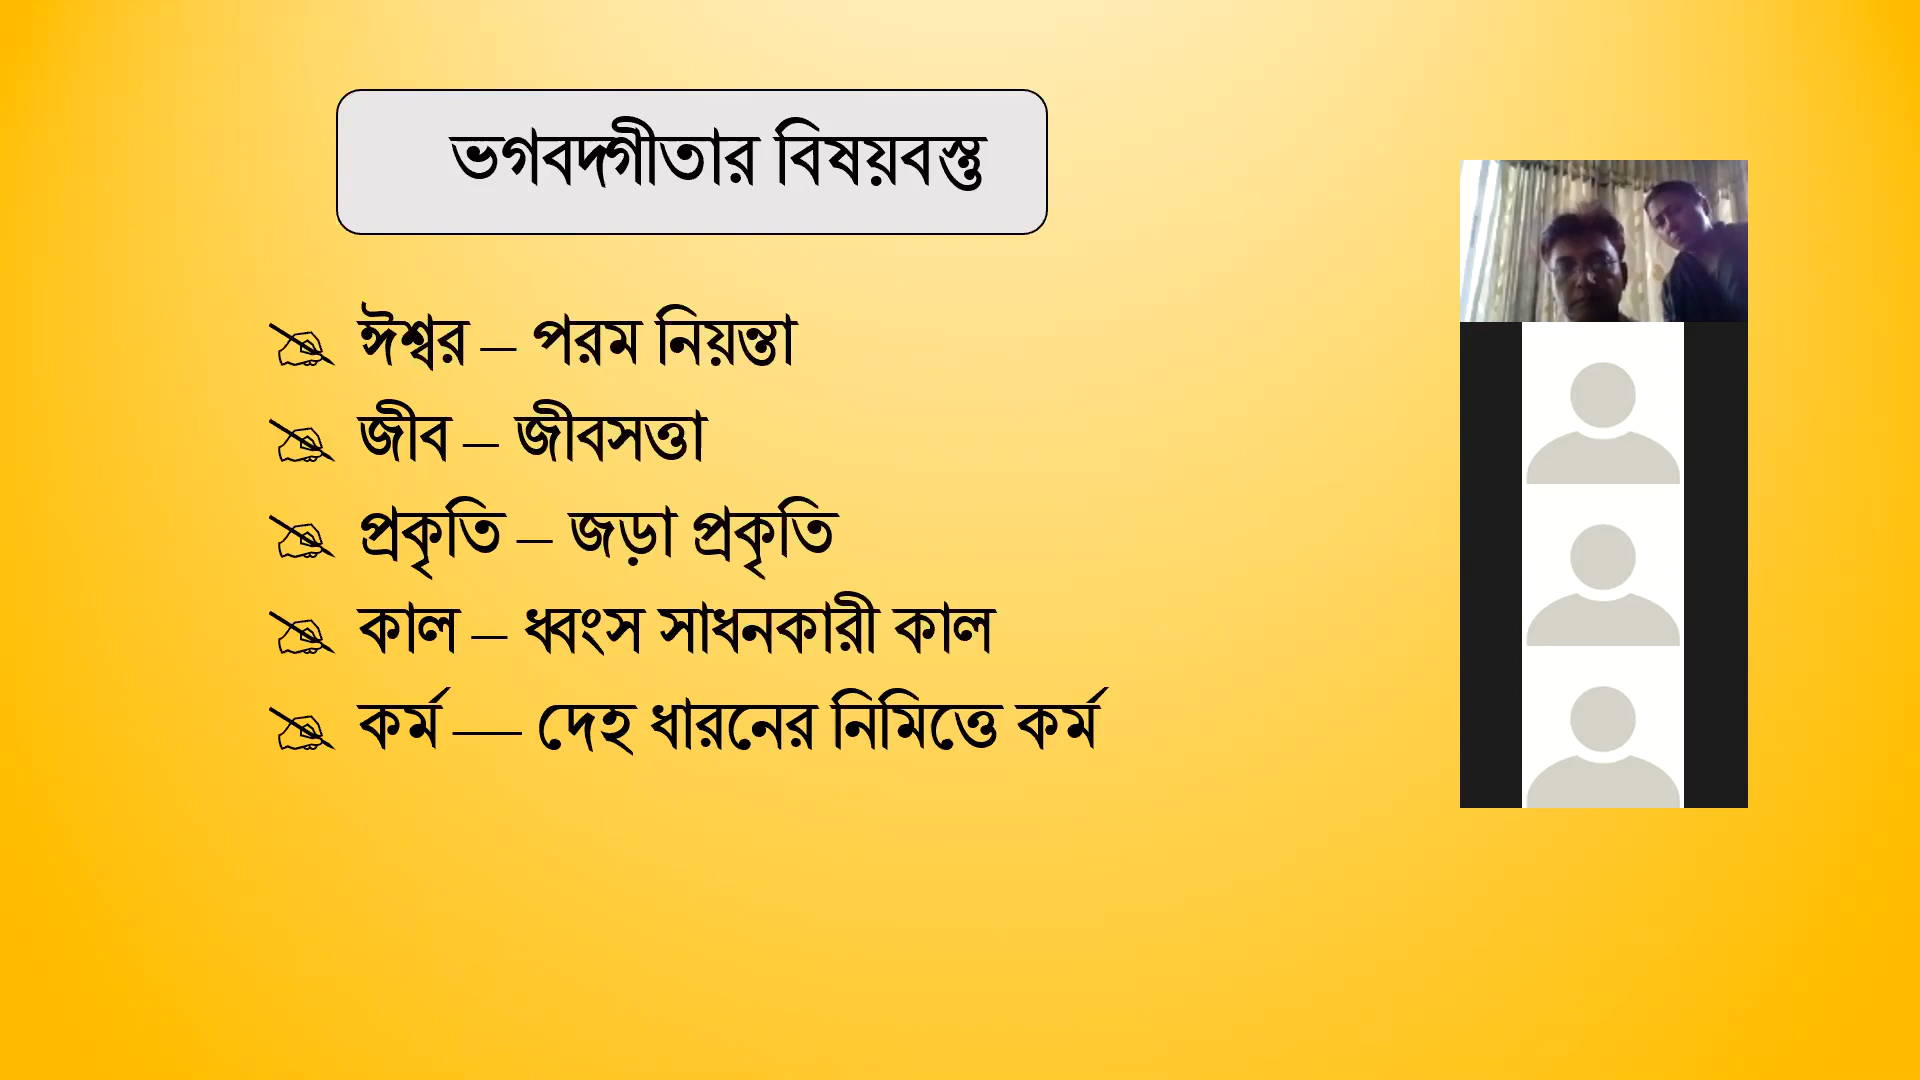 ভগবদ্গীতার বিষয়বস্তু
ঈশ্বর – পরম নিয়ন্তা
জীব – জীবসত্তা
প্রকৃতি – জড়া প্রকৃতি
কাল – ধ্বংস সাধনকারী কাল
কর্ম — দেহ ধারনের নিমিত্তে কর্ম